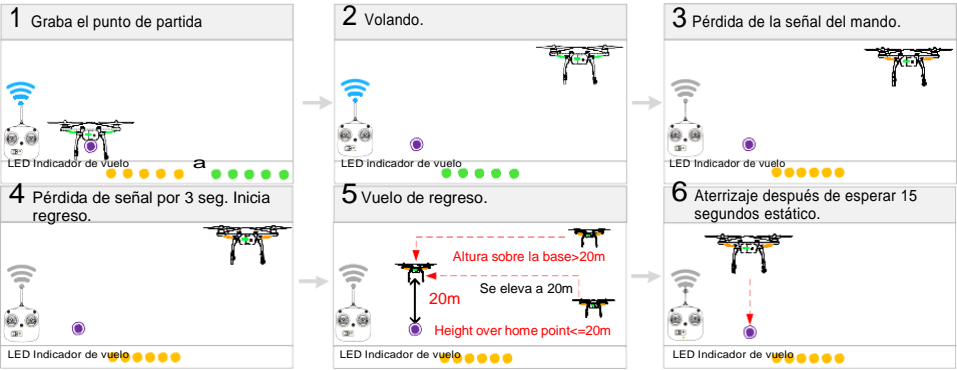 1 Graba el punto de partida
LED Indicador de vuelo
a
2 Volando.
LED indicador de vuelo
3 Pérdida de la señal del mando.
LED Indicador de vuelo
4 Pérdida de señal por 3 seg. Inicia
regreso.
LED Indicador de vuelo
5 Vuelo de regreso.
Altura sobre la base>20m
Se eleva a 20m
20m
Height over home point<=20m
LED Indicador de vuelo
6 Aterrizaje después de esperar 15
segundos estático.
LED Indicador de vuelo